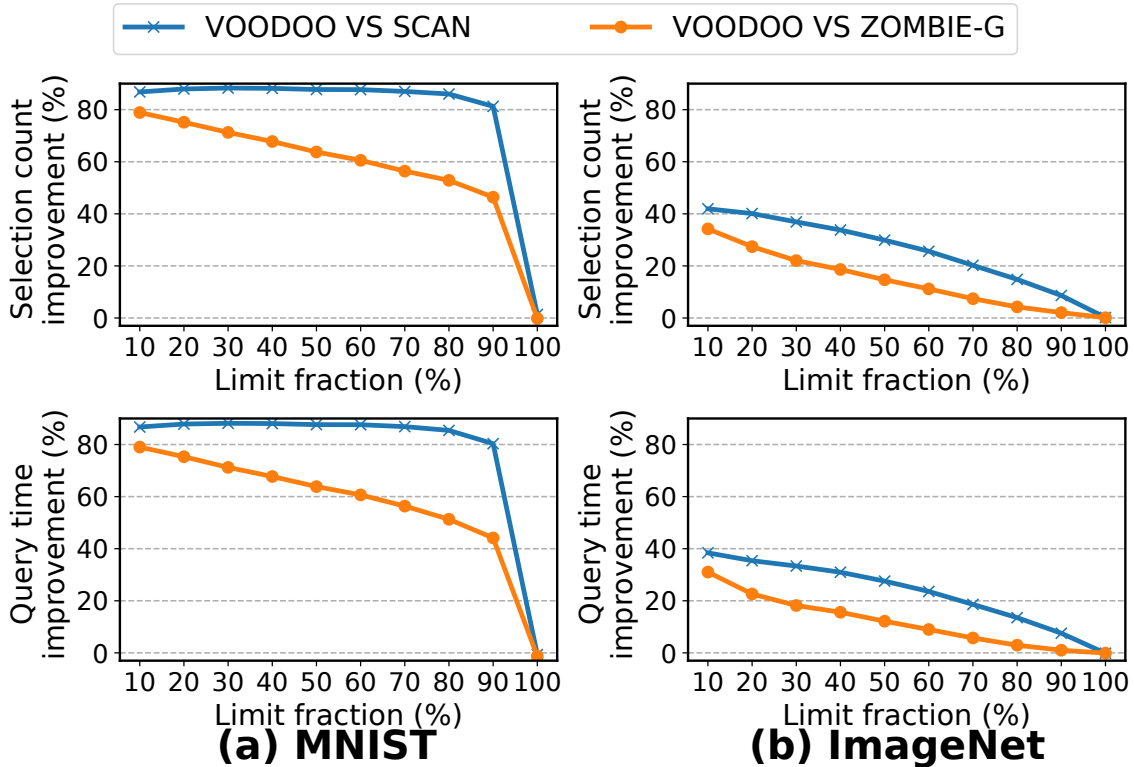 VOODOO VS SCAN
VOODOO VS ZOMBIE-G
Selection count
improvement (%)
80
60
40
20
0
10 20 30 40 50 60 70 80 90 100
Limit fraction (%)
Selection count
improvement (%)
80
60
40
20
0
10 20 30 40 50 60 70 80 90 100
Limit fraction (%)
Query time
improvement (%)
80
60
40
20
0
10 20 30 40 50 60 70 80 90 100
Limit fraction (%)
(a) MNIST
Query time
improvement (%)
80
60
40
20
0
10 20 30 40 50 60 70 80 90 100
Limit fraction (%)
(b) ImageNet